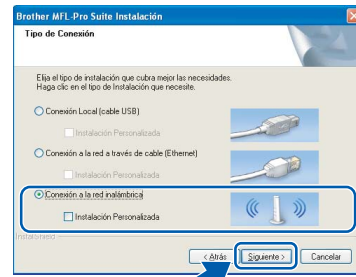 Brother MFL-Pro Suite Instalación
Tipo de Conexión
Elija el tipo de instalación que cubra mejor las necesidades.
Haga clic en el tipo de Instalación que necesite.
Conexión Local (cable USB)
Instalación Personalizada
Conexión a la red a través de cable (Ethernet)
Instalación Personalizada
Conexión a la red inalámbrica
Instalación Personalizada
InstallShield
< Atrás Siguiente > Cancelar